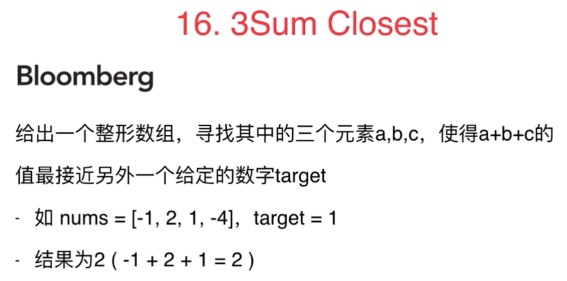 16. 3Sum Closest
Bloomberg
给出一个整形数组，寻找其中的三个元素a,b,c，使得a+b+c的
值最接近另外一个给定的数字target
- 如 nums = [-1, 2, 1, -4]，target = 1
- 结果为2 ( -1 + 2 + 1 = 2 )